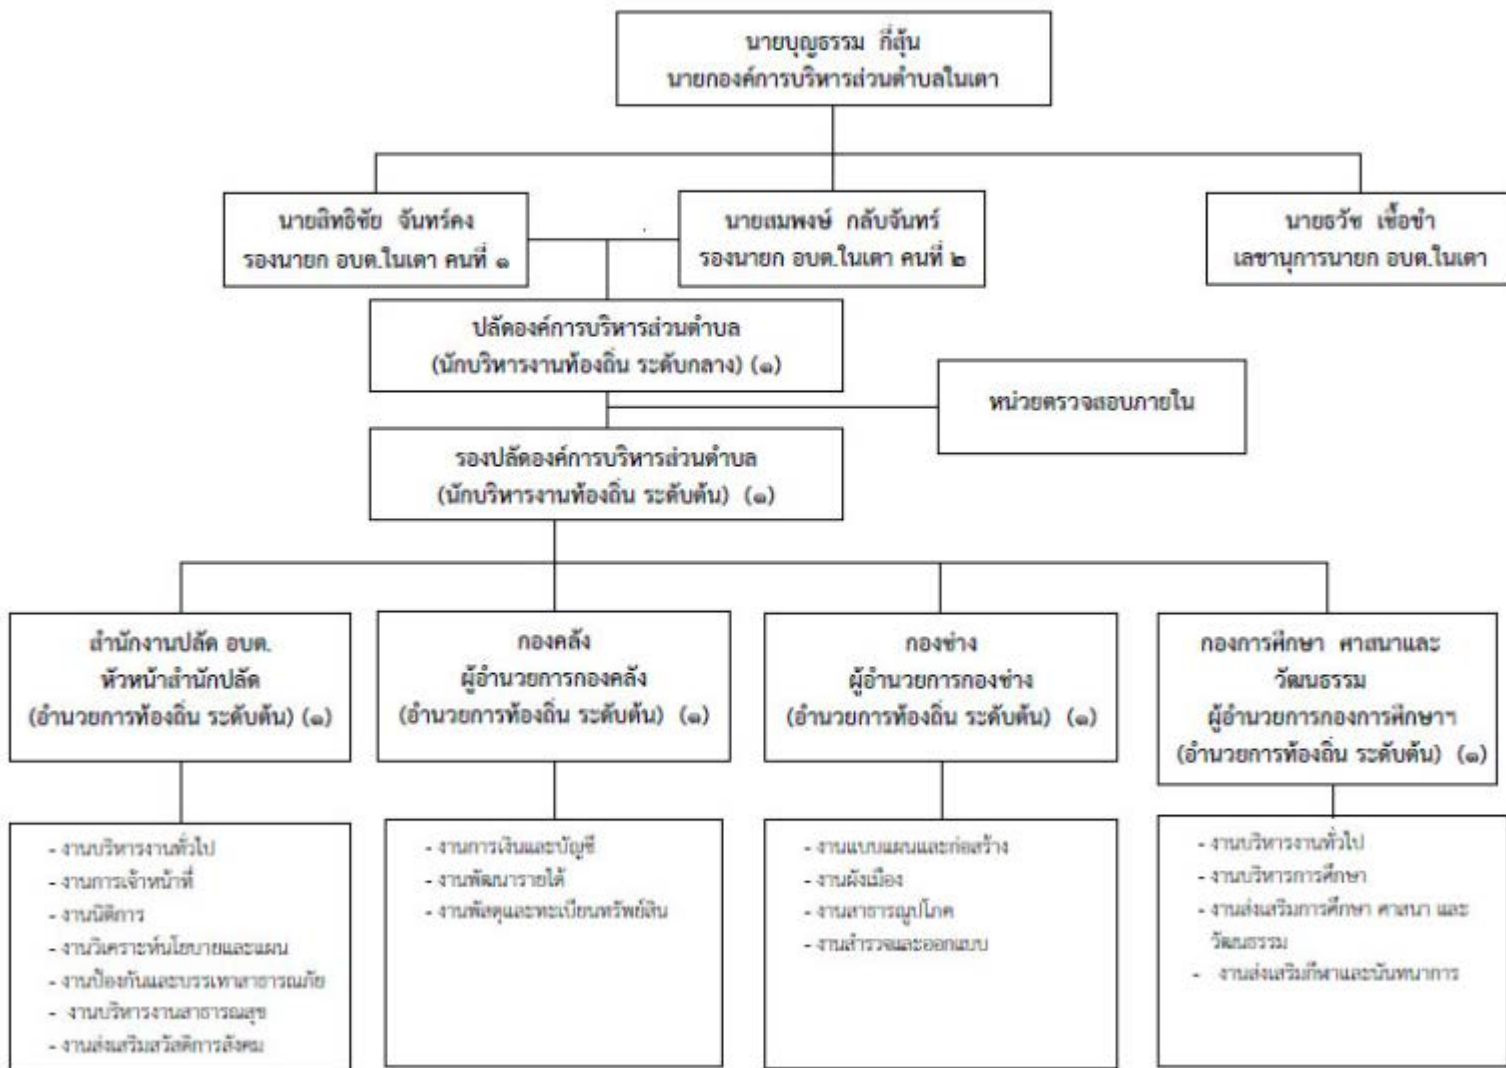 นายบุญธรรม กี่สุ้น
นายกองค์การบริหารส่วนตำบลในเตา
นายสิทธิชัย จันทร์คง
รองนายก อบต.ในเตา คนที่ ๑
นายสมพงษ์ กลับจันทร์
รองนายก อบต.ในเตา คนที่ ๒
นายธวัช เชื้อขำ
เลขานุการนายก อบต.ในเตา
ปลัดองค์การบริหารส่วนตำบล
(นักบริหารงานท้องถิ่น ระดับกลาง) (๑)
หน่วยตรวจสอบภายใน
รองปลัดองค์การบริหารส่วนตำบล
(นักบริหารงานท้องถิ่น ระดับต้น) (๑)
สำนักงานปลัด อบต.
หัวหน้าสำนักปลัด
(อำนวยการท้องถิ่น ระดับต้น) (๑)
กองคลัง
ผู้อำนวยการกองคลัง
(อำนวยการท้องถิ่น ระดับต้น) (๑)
กองช่าง
ผู้อำนวยการกองช่าง
(อำนวยการท้องถิ่น ระดับต้น) (๑)
กองการศึกษา ศาสนาและ
วัฒนธรรม
ผู้อำนวยการกองการศึกษาฯ
(อำนวยการท้องถิ่น ระดับต้น) (๑)
- งานบริหารงานทั่วไป
- งานการเจ้าหน้าที่
- งานนิติการ
- งานวิเคราะห์นโยบายและแผน
- งานป้องกันและบรรเทาสาธารณภัย
- งานบริหารงานสาธารณสุข
- งานส่งเสริมสวัสดิการสังคม
- งานการเงินและบัญชี
- งานพัฒนารายได้
- งานพัสดุและทะเบียนทรัพย์สิน
- งานแบบแผนและก่อสร้าง
- งานผังเมือง
- งานสาธารณูปโภค
- งานสำรวจและออกแบบ
- งานบริหารงานทั่วไป
- งานบริหารการศึกษา
- งานส่งเสริมการศึกษา ศาสนา และ
วัฒนธรรม
- งานส่งเสริมกีฬาและนันทนาการ